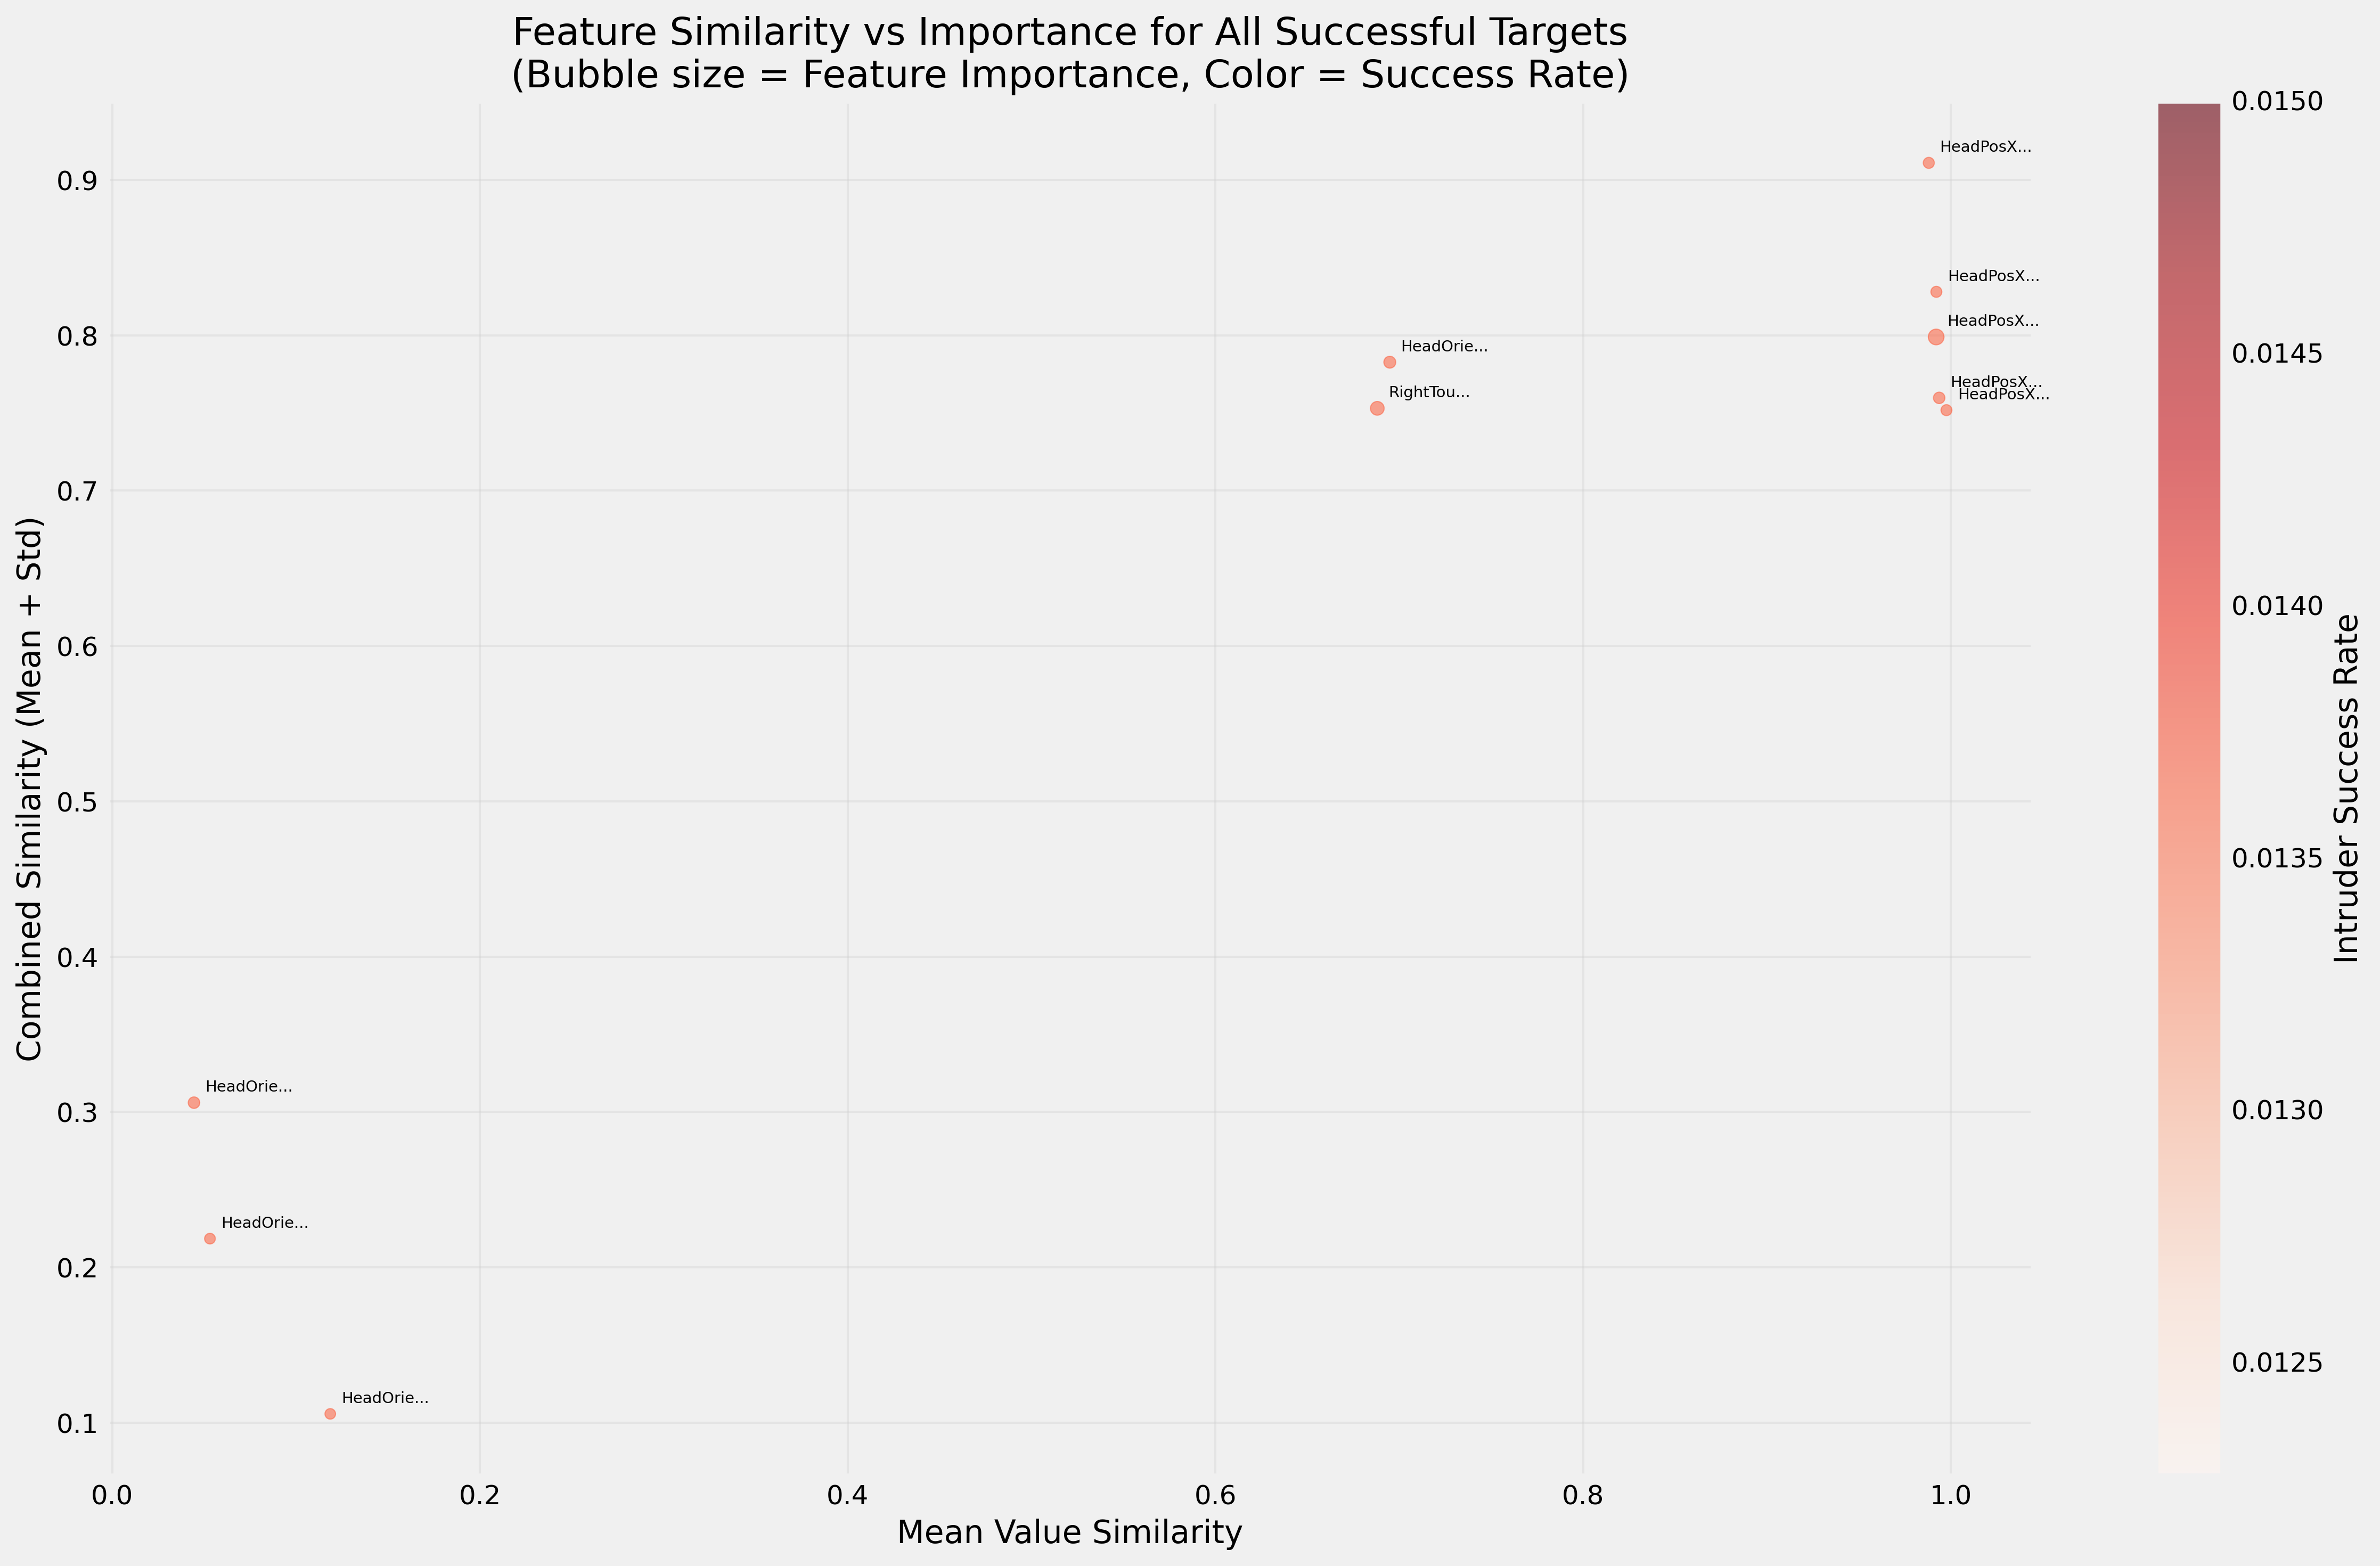 Feature Similarity vs Importance for All Successful Targets
(Bubble size = Feature Importance, Color = Success Rate)
Combined Similarity (Mean + Std)
0.9
0.8
0.7
0.6
0.5
0.4
0.3
0.2
0.1
HeadPosX...
HeadPosX...
HeadPosX...
HeadOrie...
RightTou...
HeadPosX...
HeadPosX...
HeadOrie...
HeadOrie...
HeadOrie...
0.0
0.2
0.4
0.6
0.8
1.0
Mean Value Similarity
0.0150
0.0145
0.0140
0.0135
0.0130
0.0125
Intruder Success Rate